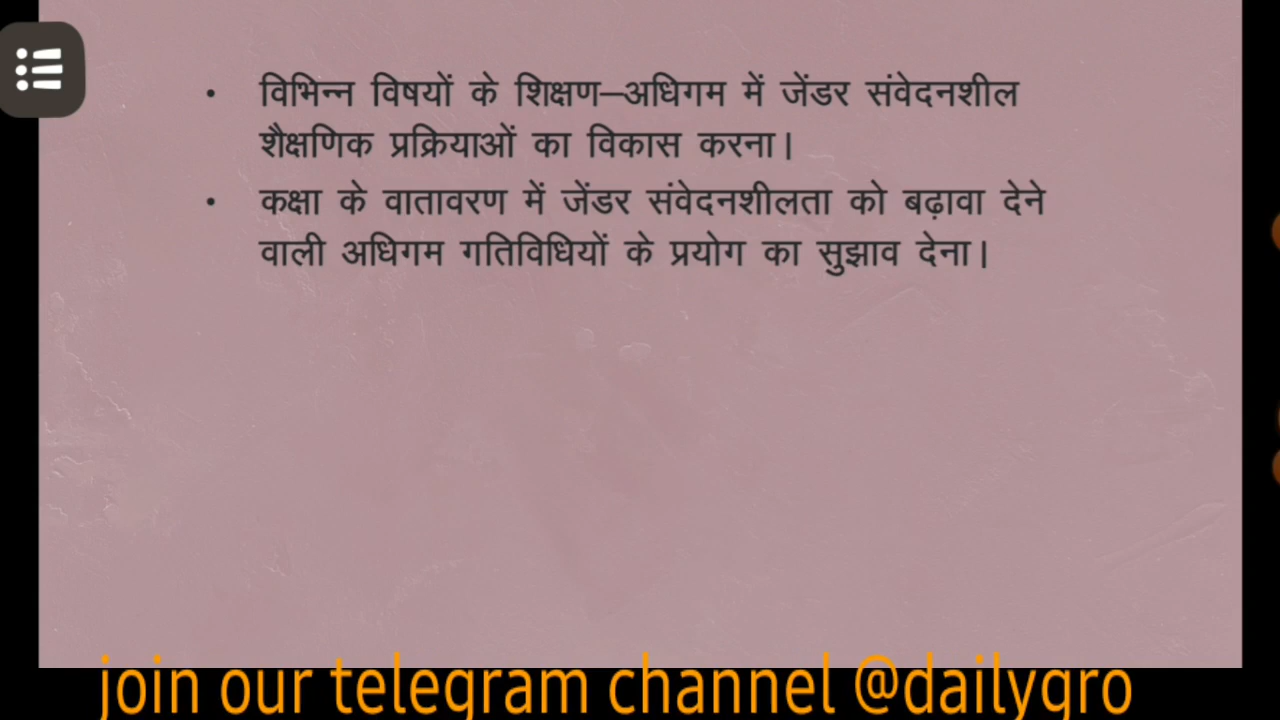 • विभिन्न विषयों के शिक्षण–अधिगम में जेंडर संवेदनशील
शैक्षणिक प्रक्रियाओं का विकास करना।
• कक्षा के वातावरण में जेंडर संवेदनशीलता को बढ़ावा देने
वाली अधिगम गतिविधियों के प्रयोग का सुझाव देना।
join our telegram channel @dailygro